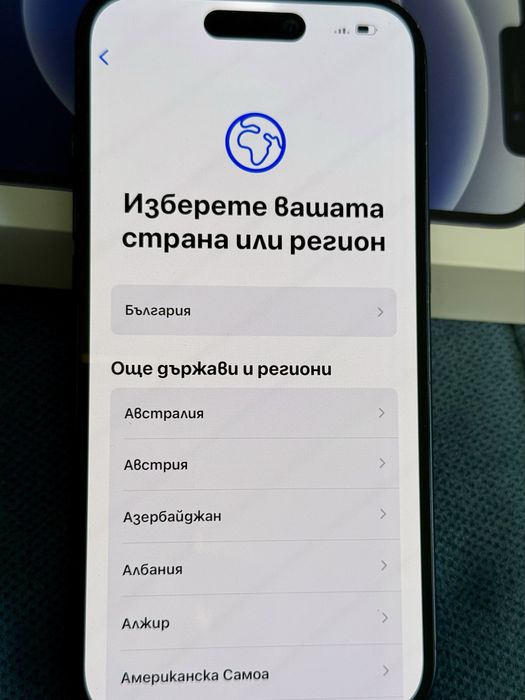 Изберете вашата
страна или регион
България
Още държави и региони
Австралия
Австрия
Азербайджан
Албания
Алжир
Американска Самоа